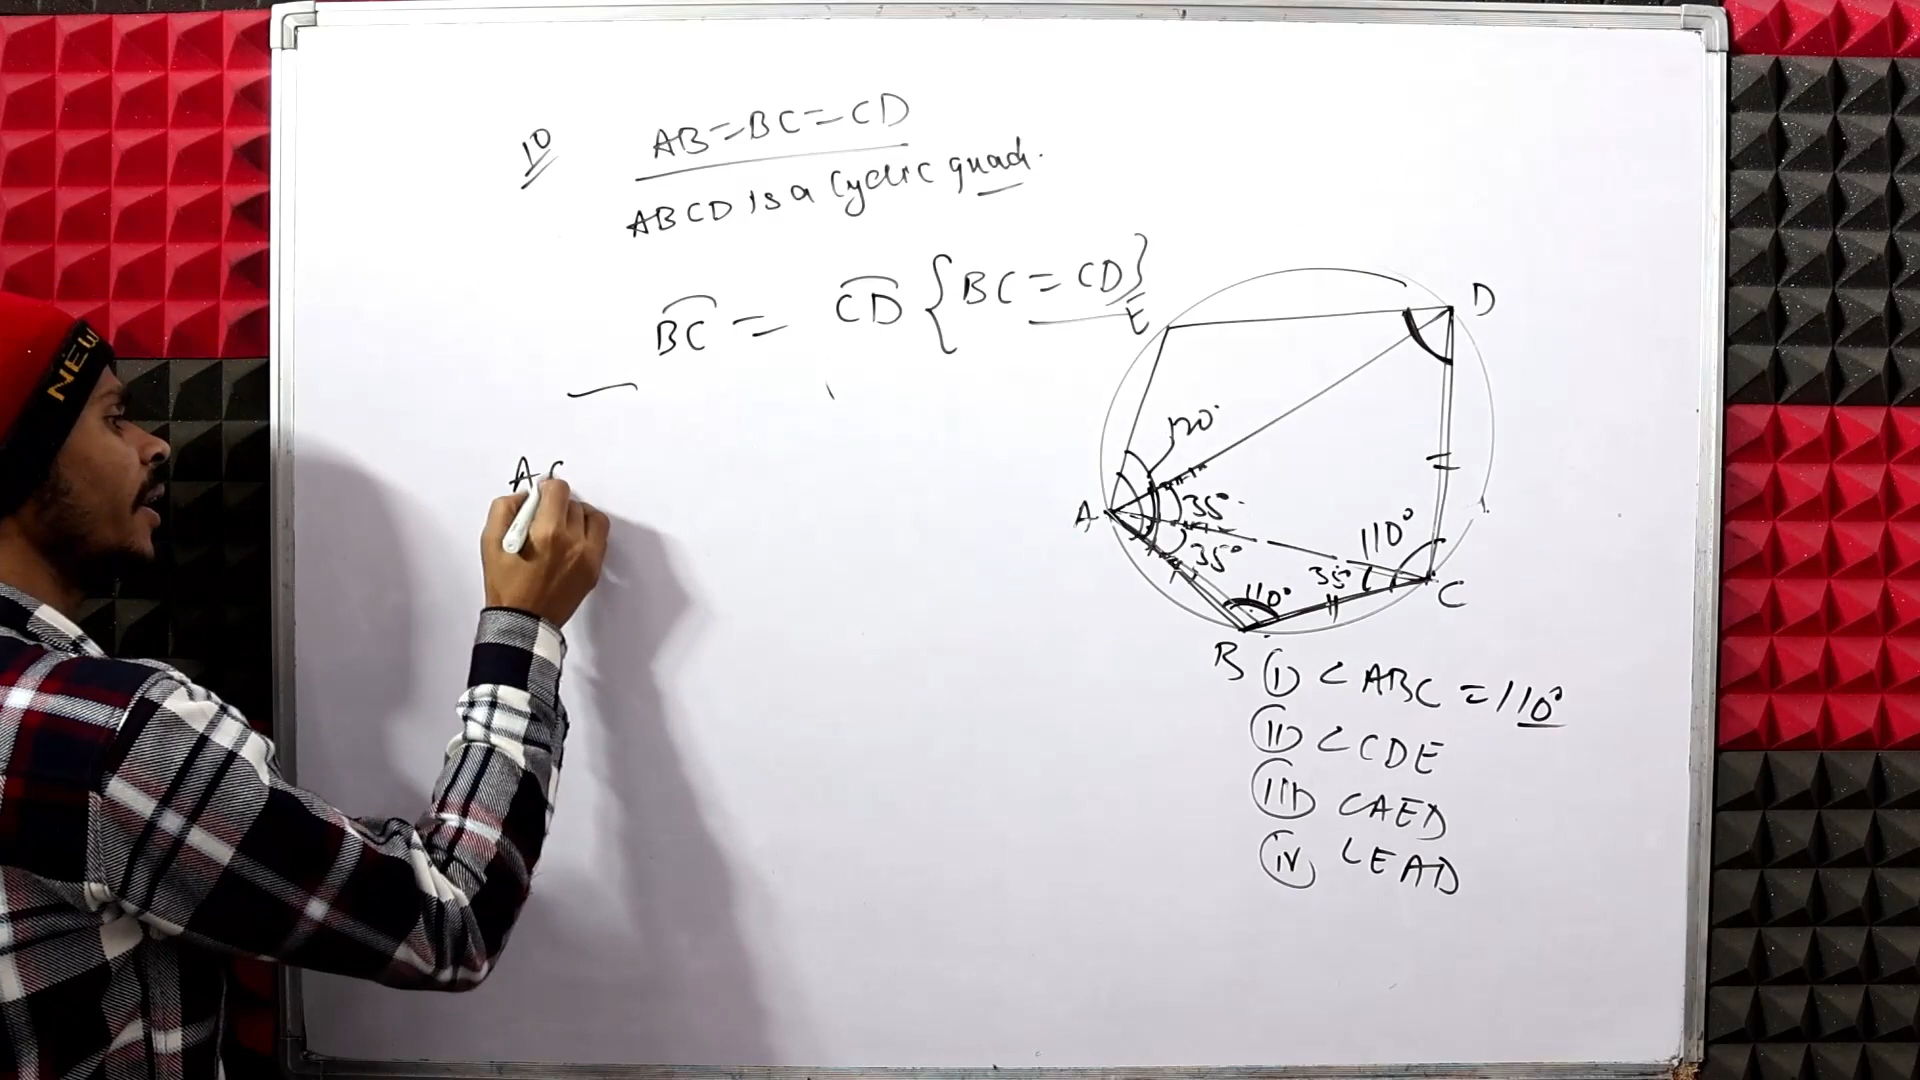 10
AB=BC=CD
ABCD is a cyclic quad.
BC = CD {BC = CD}
E
D
120°
A
35°
35°
110°
35°
110°
C
B
(i) <ABC = 110°
(ii) <CDE
(iii) <AED
(iv) <EAD
A
NEW